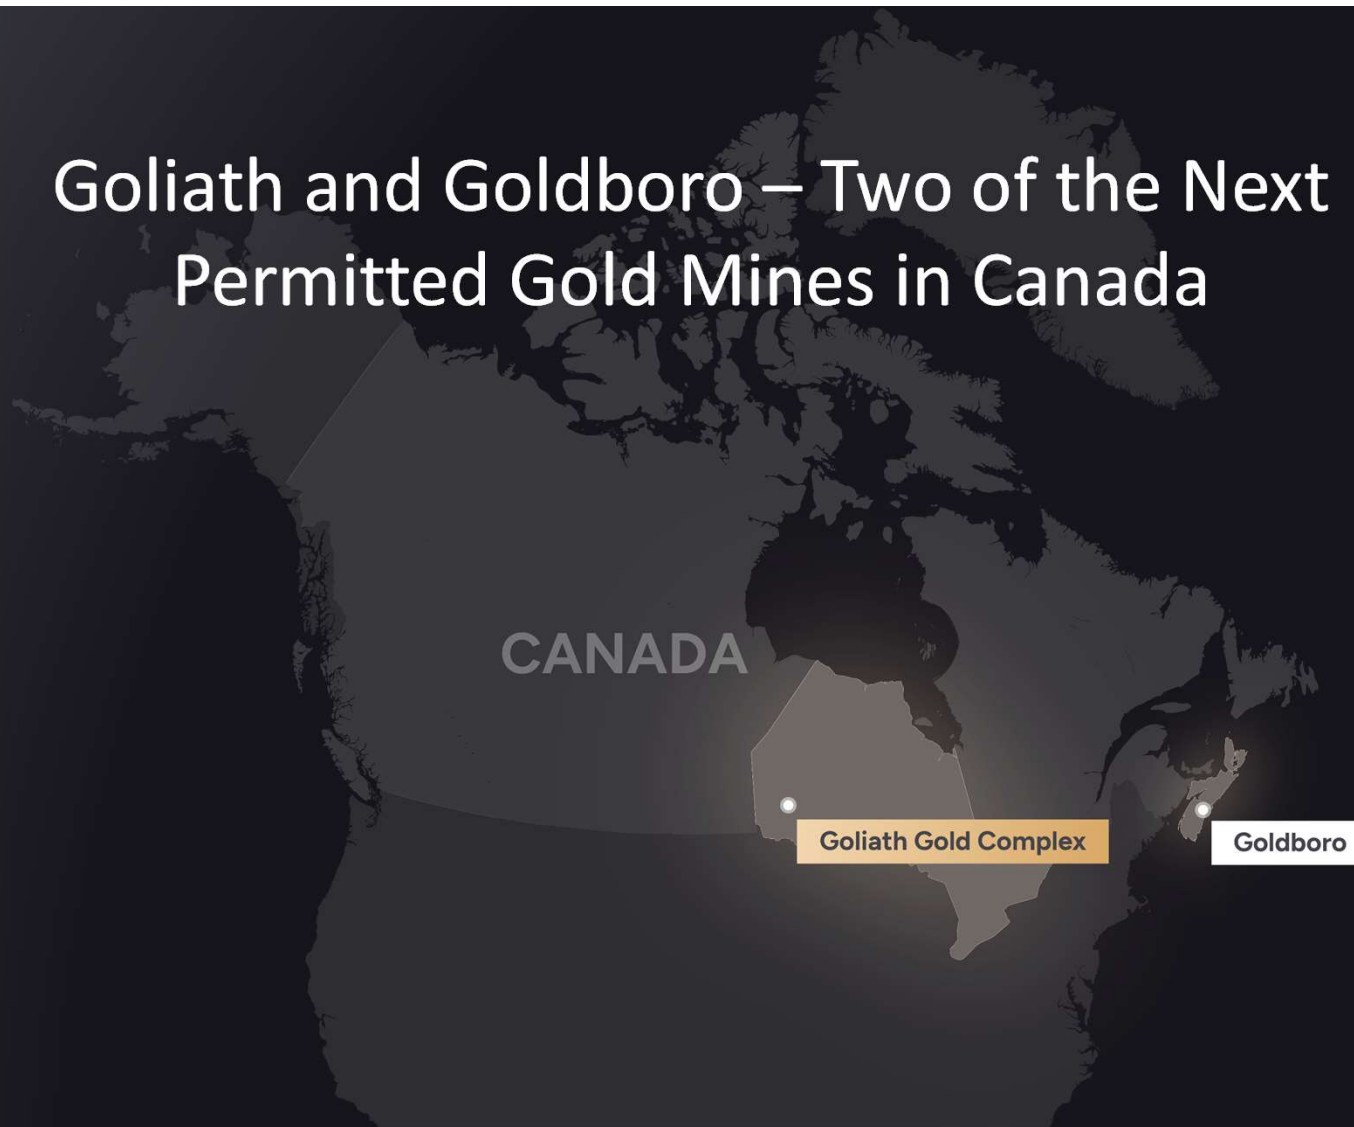 Goliath and Goldboro – Two of the Next
Permitted Gold Mines in Canada
CANADA
Goliath Gold Complex
Goldboro